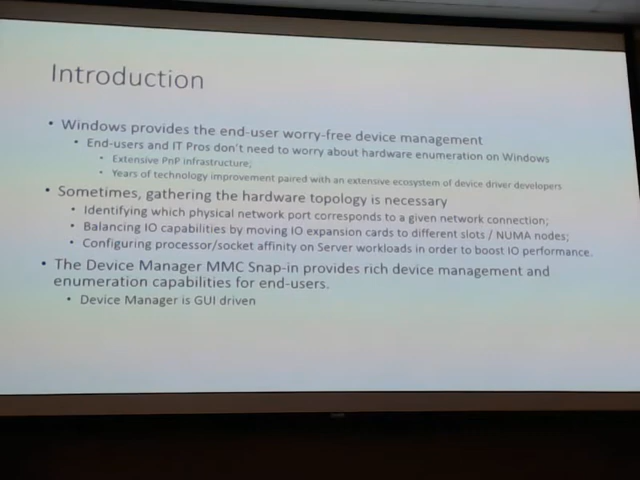 Introduction
• Windows provides the end-user worry-free device management
• End-users and IT Pros don't need to worry about hardware enumeration on Windows
• Extensive PnP infrastructure;
• Years of technology improvement paired with an extensive ecosystem of device driver developers
• Sometimes, gathering the hardware topology is necessary
• Identifying which physical network port corresponds to a given network connection;
• Balancing IO capabilities by moving IO expansion cards to different slots / NUMA nodes;
• Configuring processor/socket affinity on Server workloads in order to boost IO performance.
• The Device Manager MMC Snap-in provides rich device management and
enumeration capabilities for end-users.
• Device Manager is GUI driven